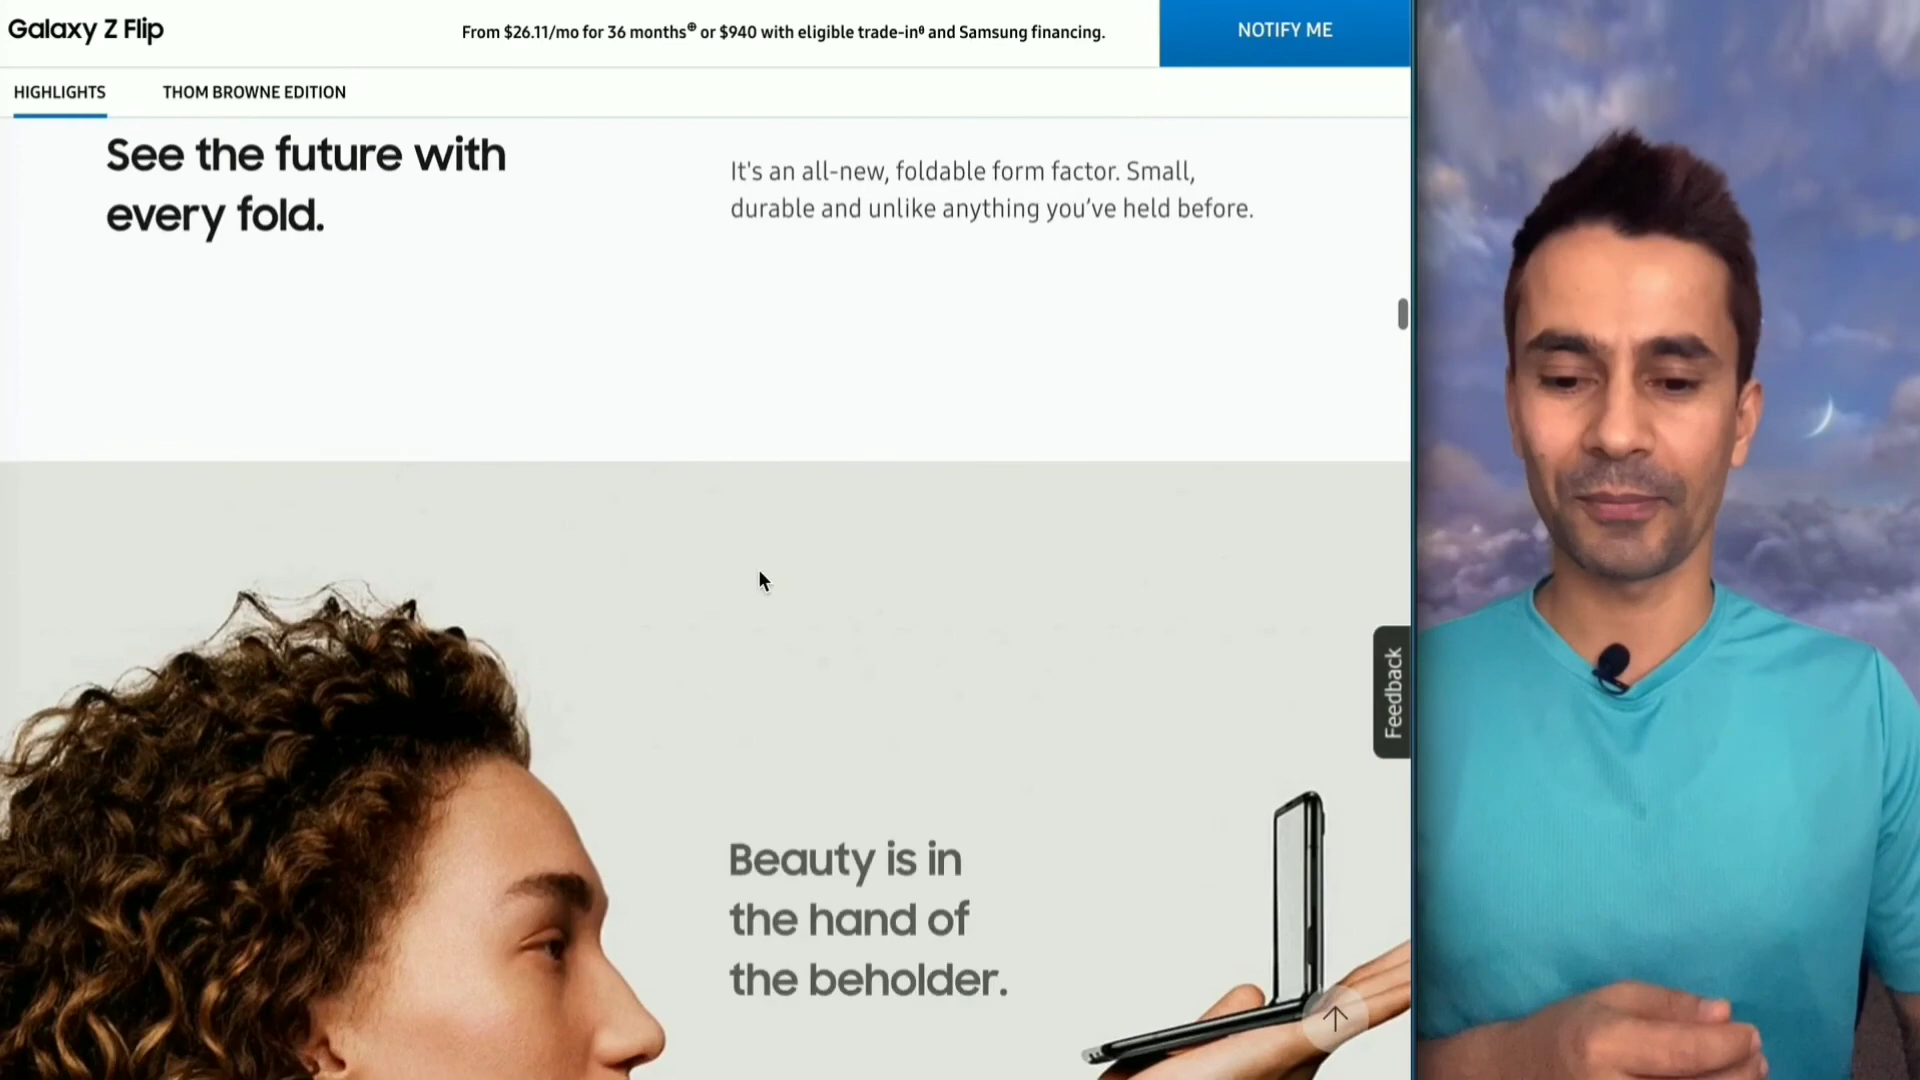 Galaxy Z Flip
From $26.11/mo for 36 months⊕ or $940 with eligible trade-inθ and Samsung financing.
NOTIFY ME
HIGHLIGHTS
THOM BROWNE EDITION
See the future with
every fold.
It's an all-new, foldable form factor. Small,
durable and unlike anything you've held before.
Feedback
Beauty is in
the hand of
the beholder.